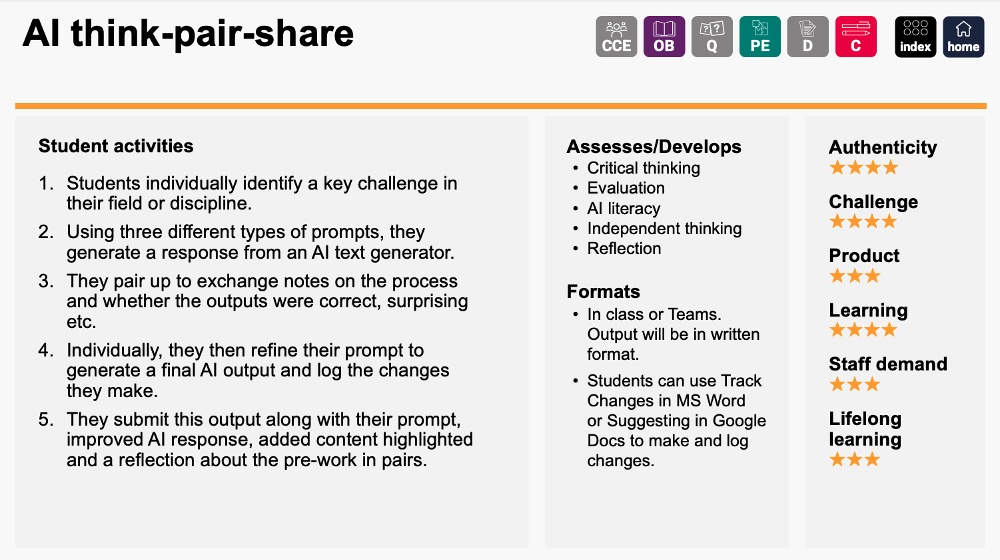 AI think-pair-share
CCE
OB
Q
PE
D
C
index
home
Student activities
1. Students individually identify a key challenge in
their field or discipline.
2. Using three different types of prompts, they
generate a response from an AI text generator.
3. They pair up to exchange notes on the process
and whether the outputs were correct, surprising
etc.
4. Individually, they then refine their prompt to
generate a final AI output and log the changes
they make.
5. They submit this output along with their prompt,
improved AI response, added content highlighted
and a reflection about the pre-work in pairs.
Assesses/Develops
• Critical thinking
• Evaluation
• AI literacy
• Independent thinking
• Reflection
Formats
• In class or Teams.
Output will be in written
format.
• Students can use Track
Changes in MS Word
or Suggesting in Google
Docs to make and log
changes.
Authenticity
★★★★
Challenge
★★★★
Product
★★★
Learning
★★★★
Staff demand
★★★
Lifelong
learning
★★★